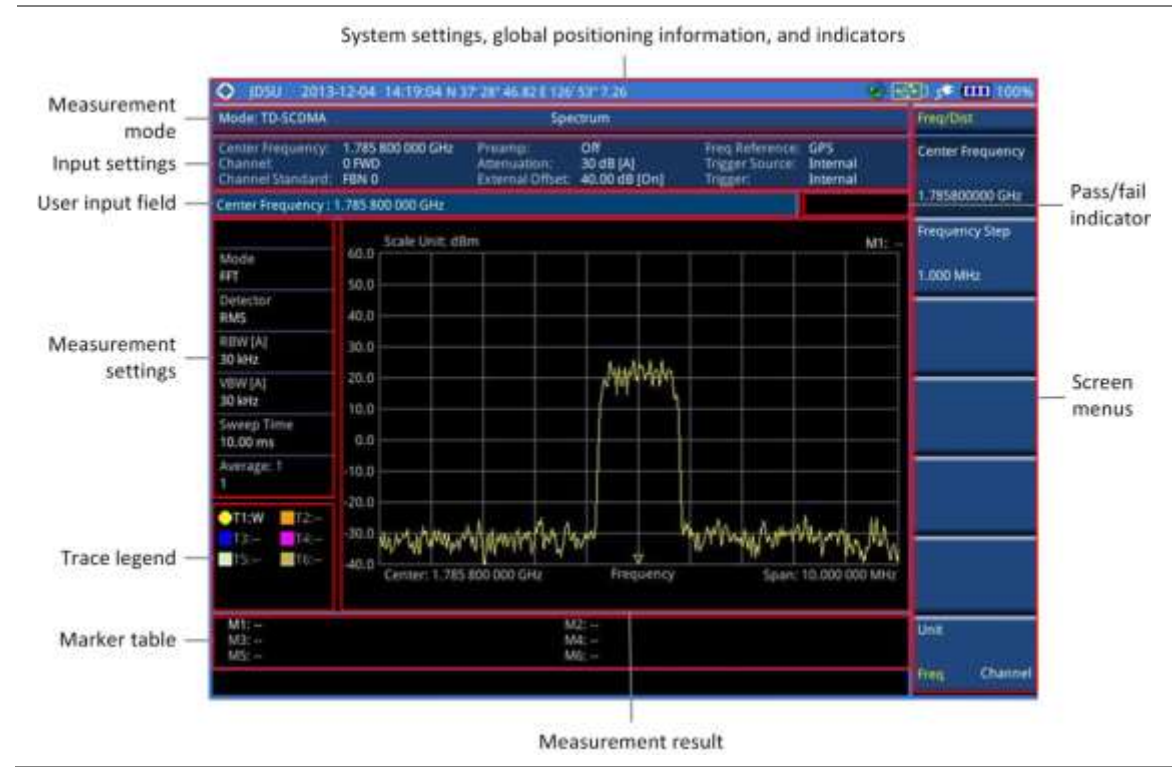 System settings, global positioning information, and indicators
JDSU 2013-12-04 14:19:04 N 37° 28" 46.82 E 126° 53" 7.26 100%
Measurement
mode
Mode: TD-SCDMA Spectrum Freq/Dist
Input settings
Center Frequency: 1.785 800 000 GHz Preamp: Off Freq Reference: GPS
Channel: 0 FWD Attenuation: 30 dB [A] Trigger Source: Internal
Channel Standard: FBN 0 External Offset: 40.00 dB [On] Trigger: Internal
Center Frequency
1.785800000 GHz
User input field
Center Frequency : 1.785 800 000 GHz
Pass/fail
indicator
Frequency Step
1.000 MHz
Measurement
settings
Mode
FFT
Detector
RMS
RBW [A]
30 kHz
VBW [A]
30 kHz
Sweep Time
10.00 ms
Average: 1
1
Scale Unit: dBm M1: --
60.0
50.0
40.0
30.0
20.0
10.0
0.0
-10.0
-20.0
-30.0
-40.0
Center: 1.785 800 000 GHz Frequency Span: 10.000 000 MHz
Screen
menus
Trace legend
T1:W T2:--
T3:-- T4:--
T5:-- T6:--
Marker table
M1: -- M2: --
M3: -- M4: --
M5: -- M6: --
Unit
Freq Channel
Measurement result